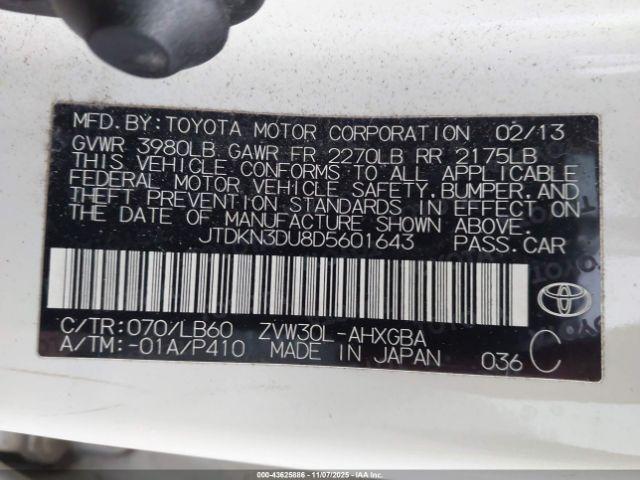 MFD. BY: TOYOTA MOTOR CORPORATION 02/13
GVWR 3980LB GAWR FR 2270LB RR 2175LB
THIS VEHICLE CONFORMS TO ALL APPLICABLE
FEDERAL MOTOR VEHICLE SAFETY, BUMPER, AND
THEFT PREVENTION STANDARDS IN EFFECT ON
THE DATE OF MANUFACTURE SHOWN ABOVE.
JTDKN3DU8D5601643 PASS. CAR
C/TR: 070/LB60 ZVW30L-AHXGBA
A/TM: -01A/P410 MADE IN JAPAN 036 C
000-43625886 - 11/07/2025 - IAAI.COM